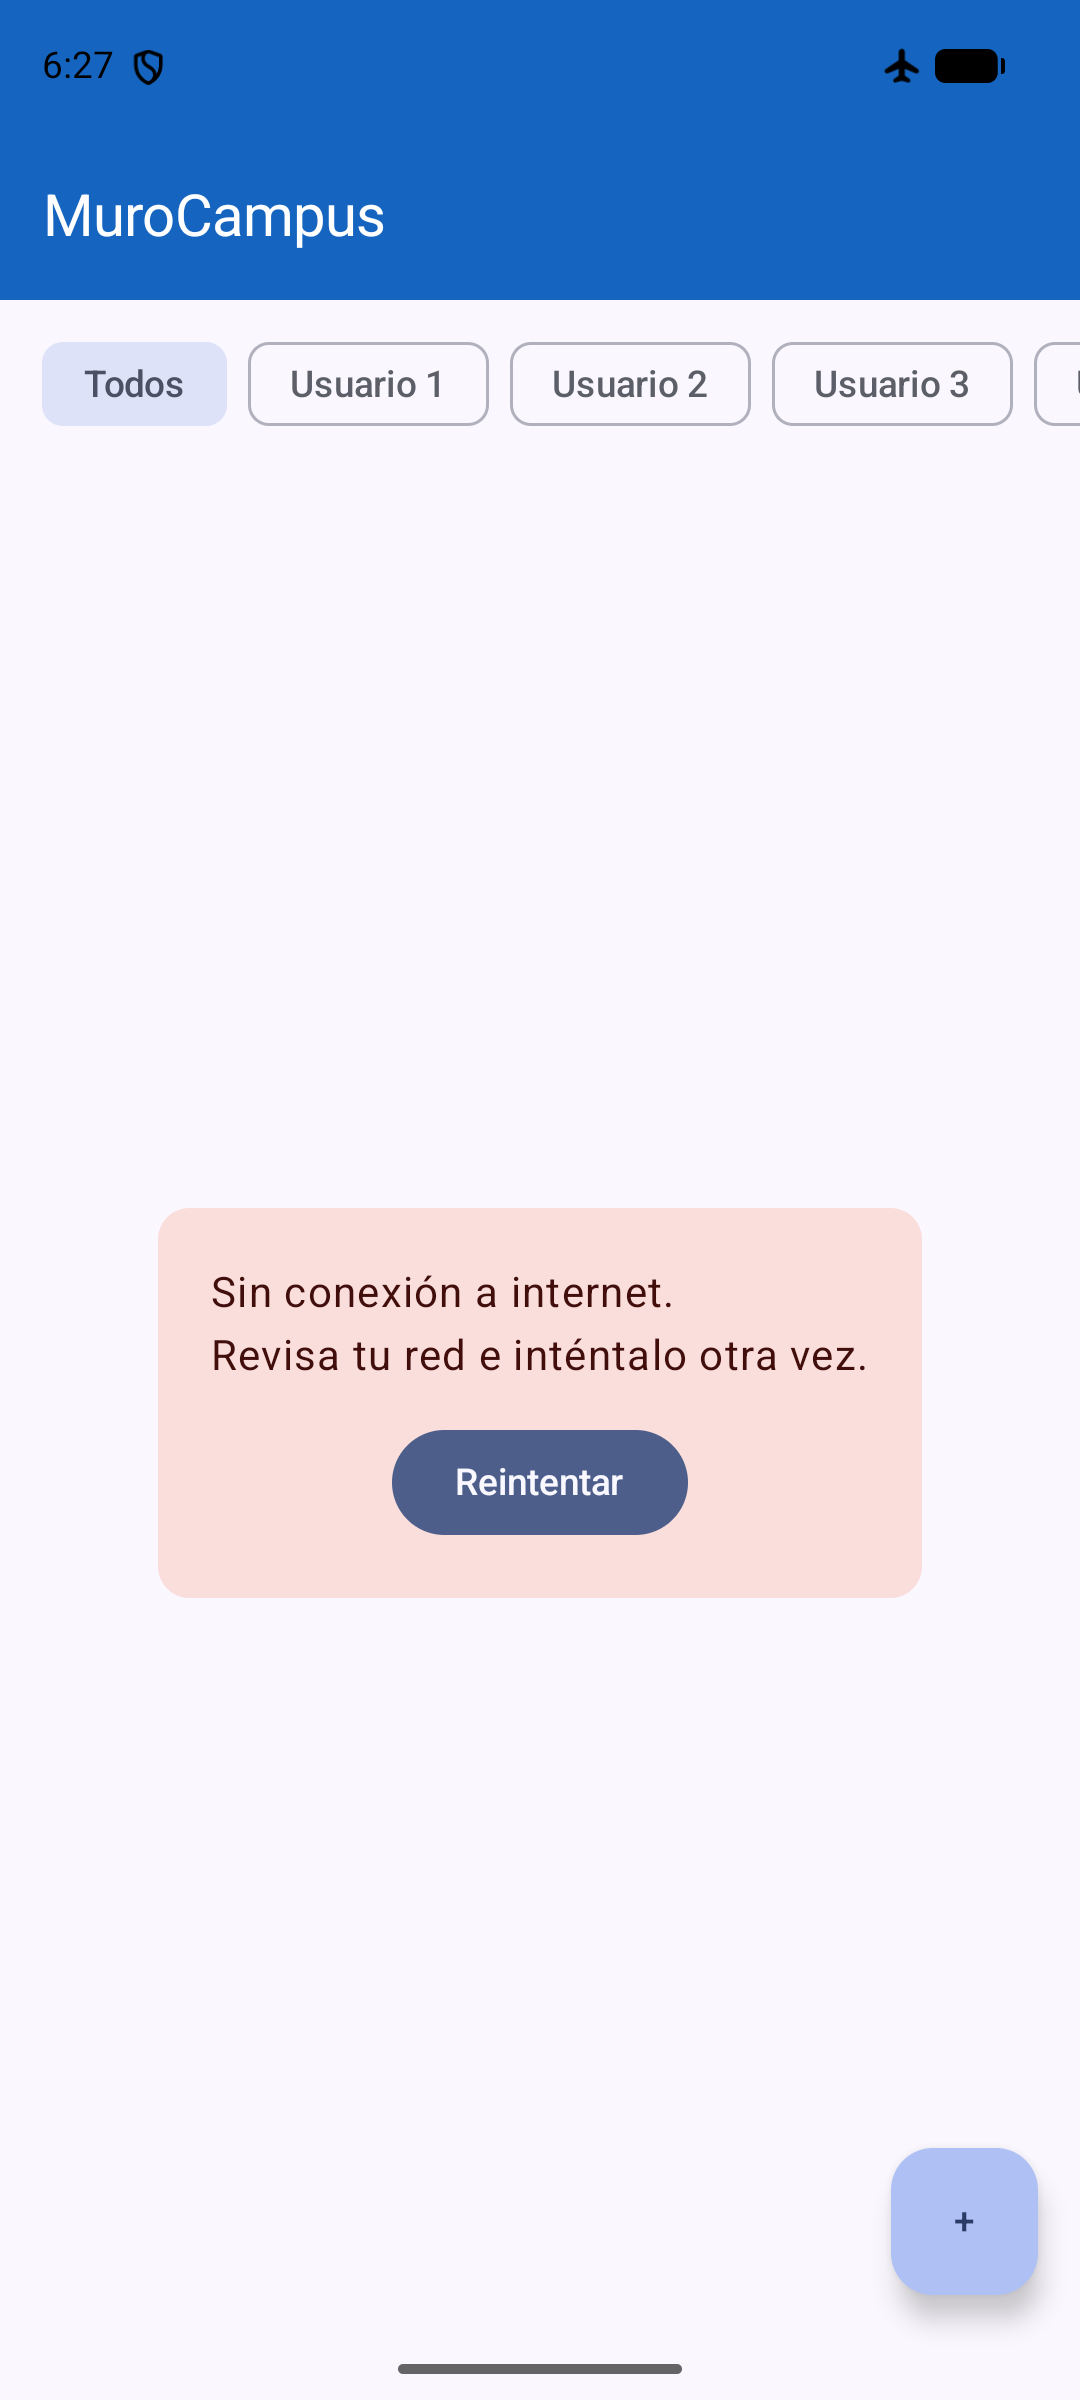 6:27
MuroCampus
Todos
Usuario 1
Usuario 2
Usuario 3
Sin conexión a internet.
Revisa tu red e inténtalo otra vez.
Reintentar
+